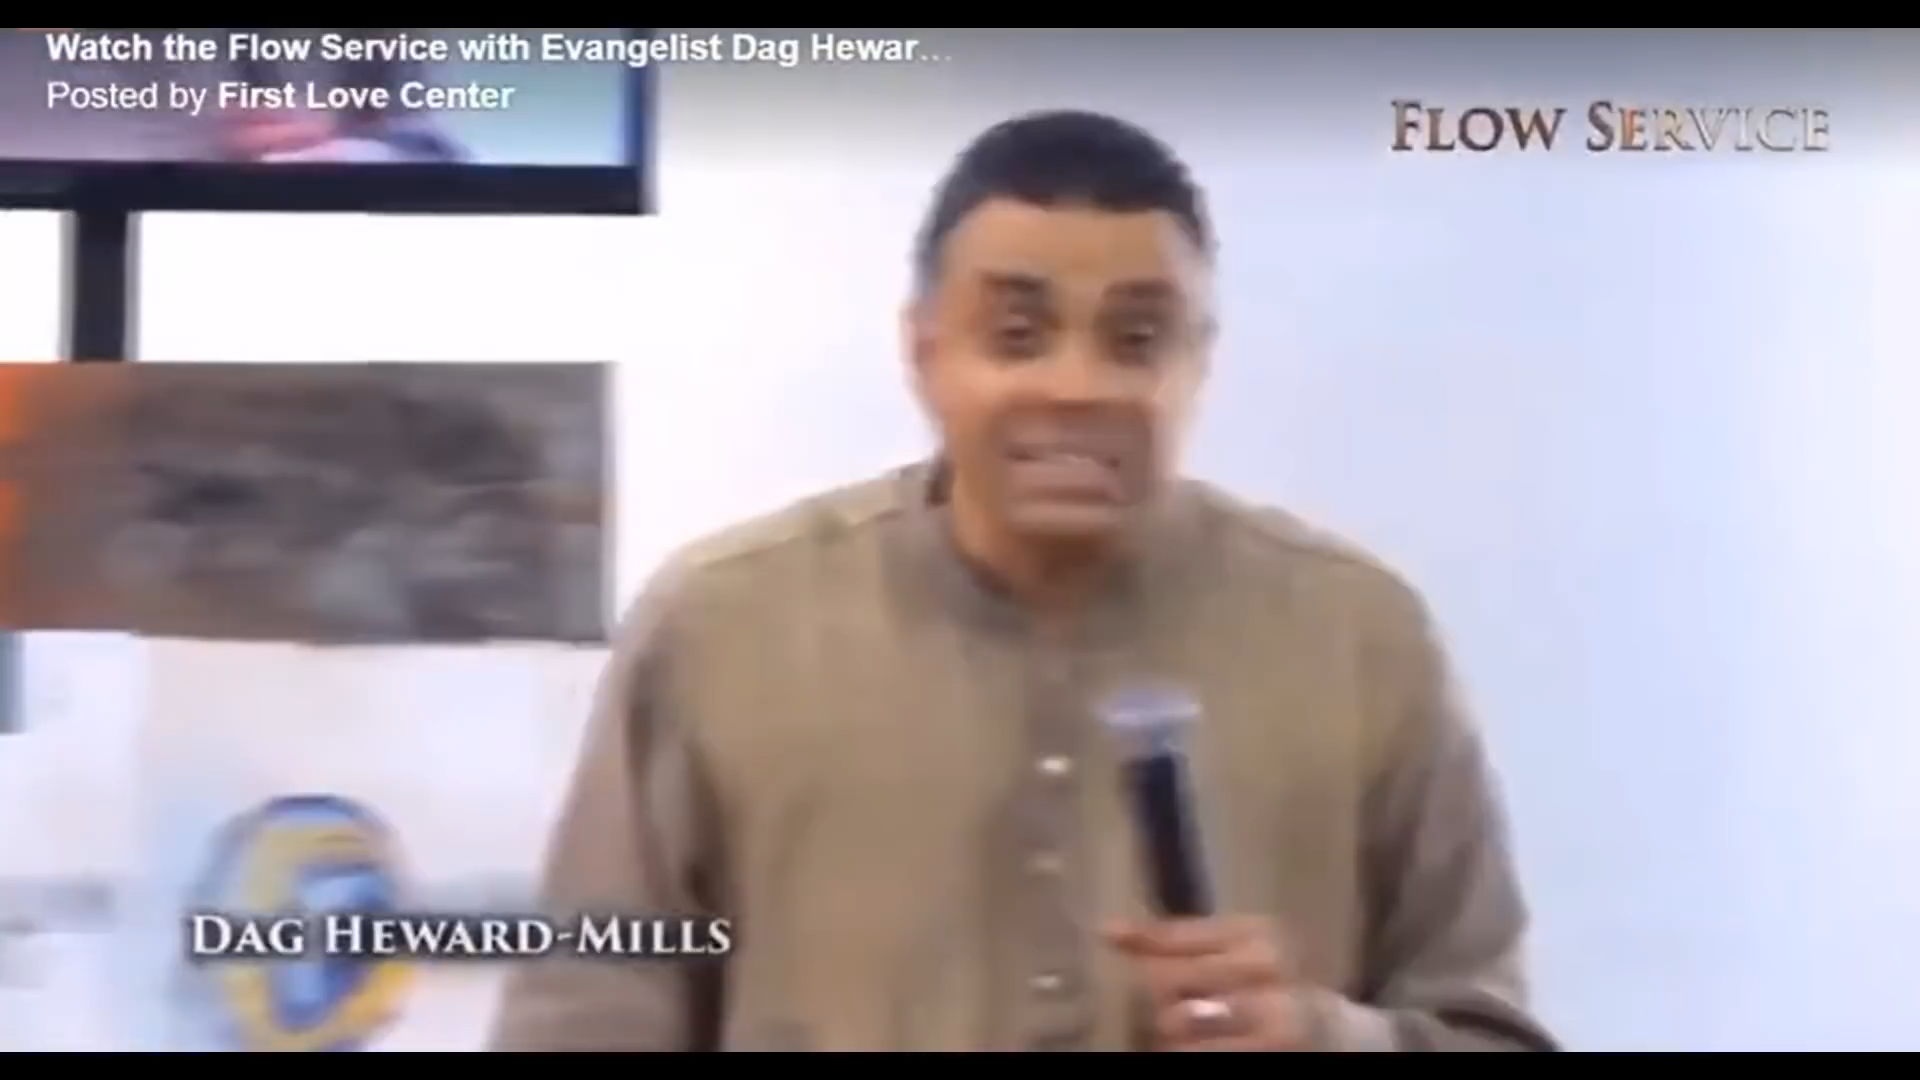 Watch the Flow Service with Evangelist Dag Hewar...
Posted by First Love Center
FLOW SERVICE
DAG HEWARD-MILLS